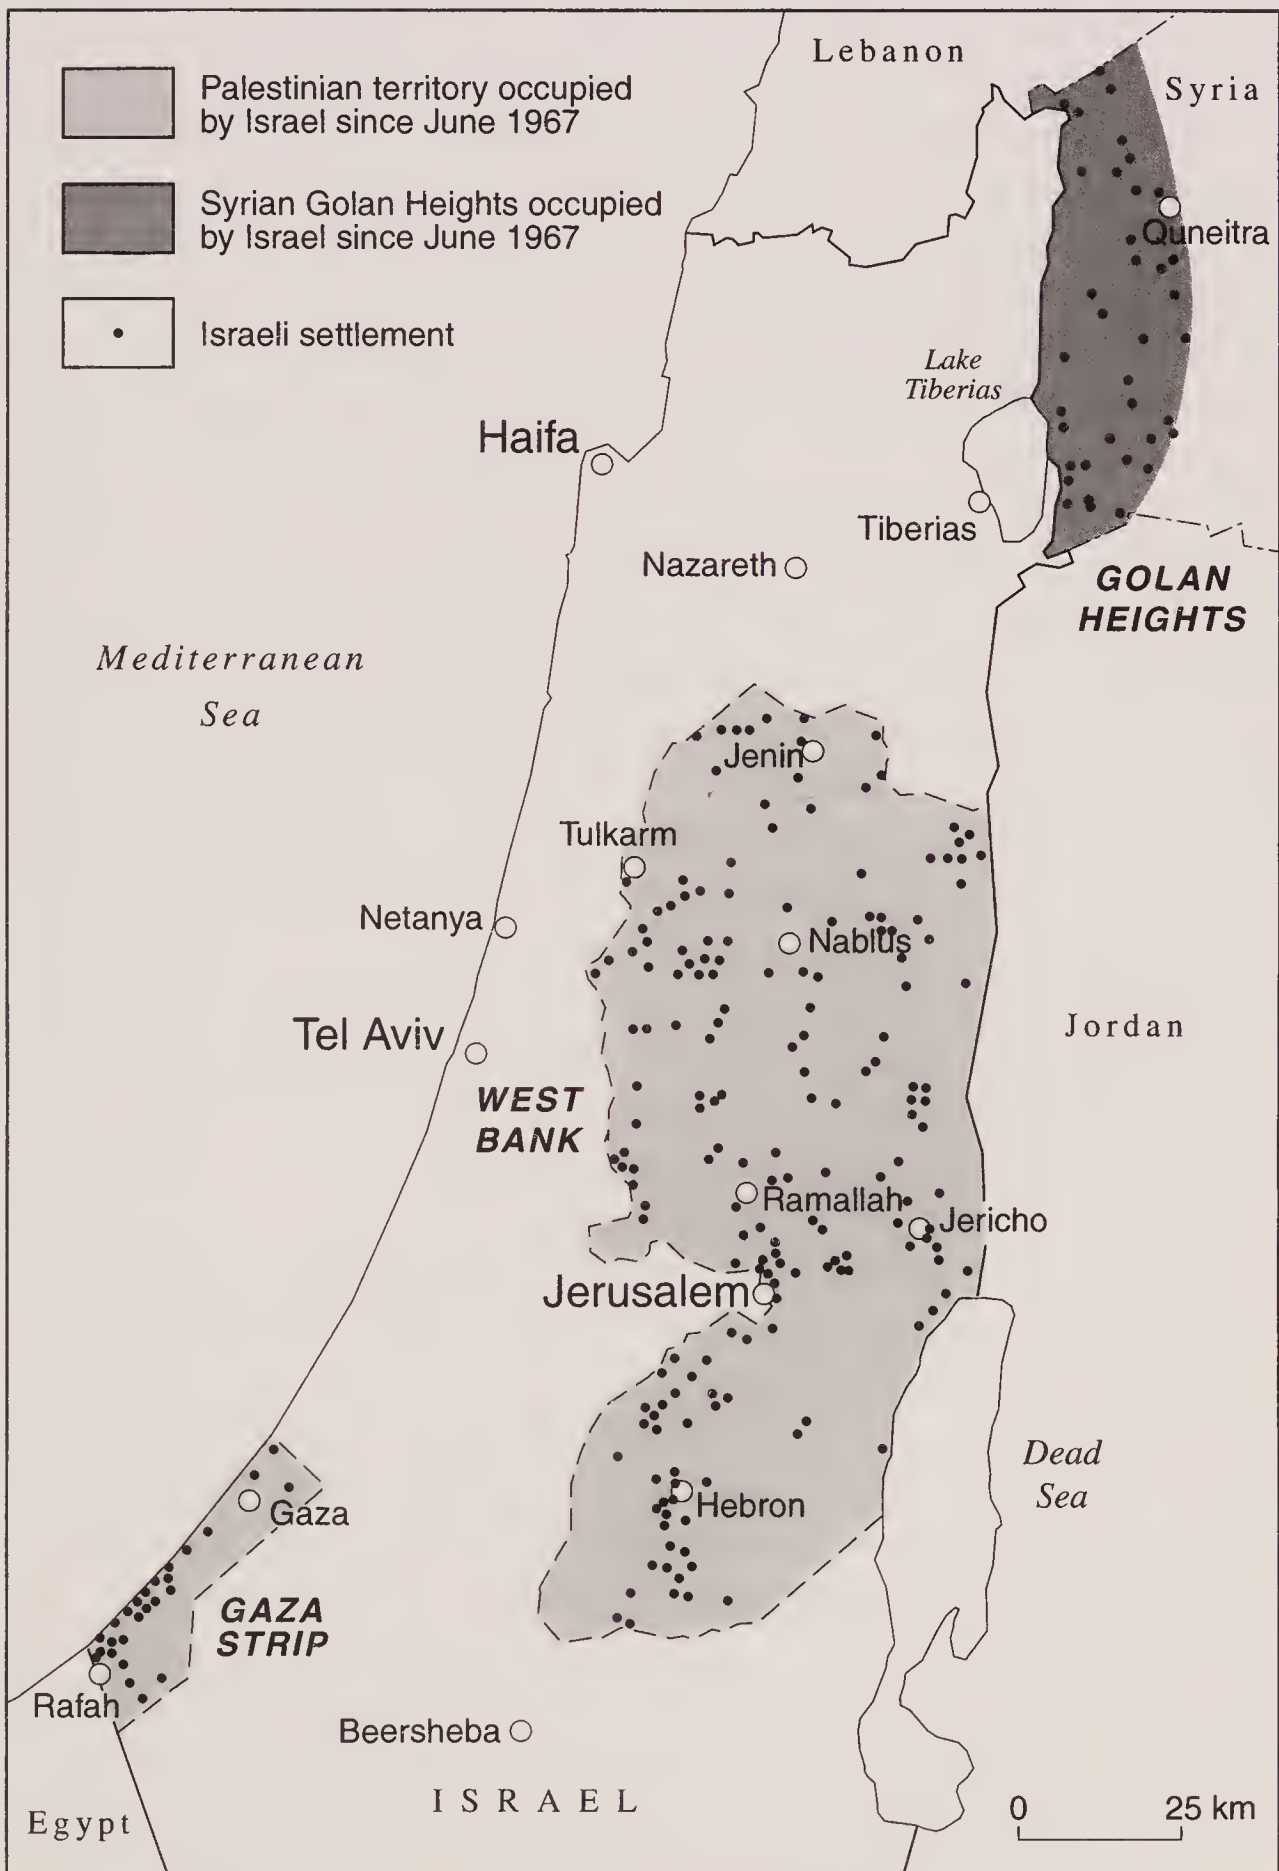 Lebanon
Syria
Palestinian territory occupied
by Israel since June 1967
Syrian Golan Heights occupied
by Israel since June 1967
Quneitra
Israeli settlement
Lake
Tiberias
Haifa
Tiberias
Nazareth
GOLAN
HEIGHTS
Mediterranean
Sea
Jenin
Tulkarm
Netanya
Nablus
Tel Aviv
Jordan
WEST
BANK
Ramallah
Jericho
Jerusalem
Dead
Sea
Hebron
Gaza
GAZA
STRIP
Rafah
Beersheba
ISRAEL
Egypt
0 25 km